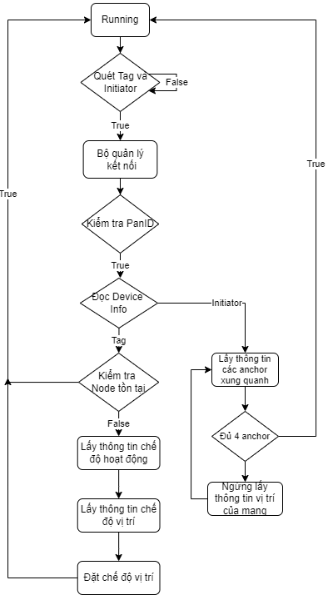 Running
Quét Tag và
Initiator
False
True
Bộ quản lý
kết nối
Kiểm tra PanID
True
True
True
Đọc Device
Info
Initiator
Tag
Lấy thông tin
các anchor
xung quanh
Kiểm tra
Node tồn tại
False
Đủ 4 anchor
Lấy thông tin chế
độ hoạt động
Ngừng lấy
thông tin vị trí
của mạng
Lấy thông tin chế
độ vị trí
Đặt chế độ vị trí